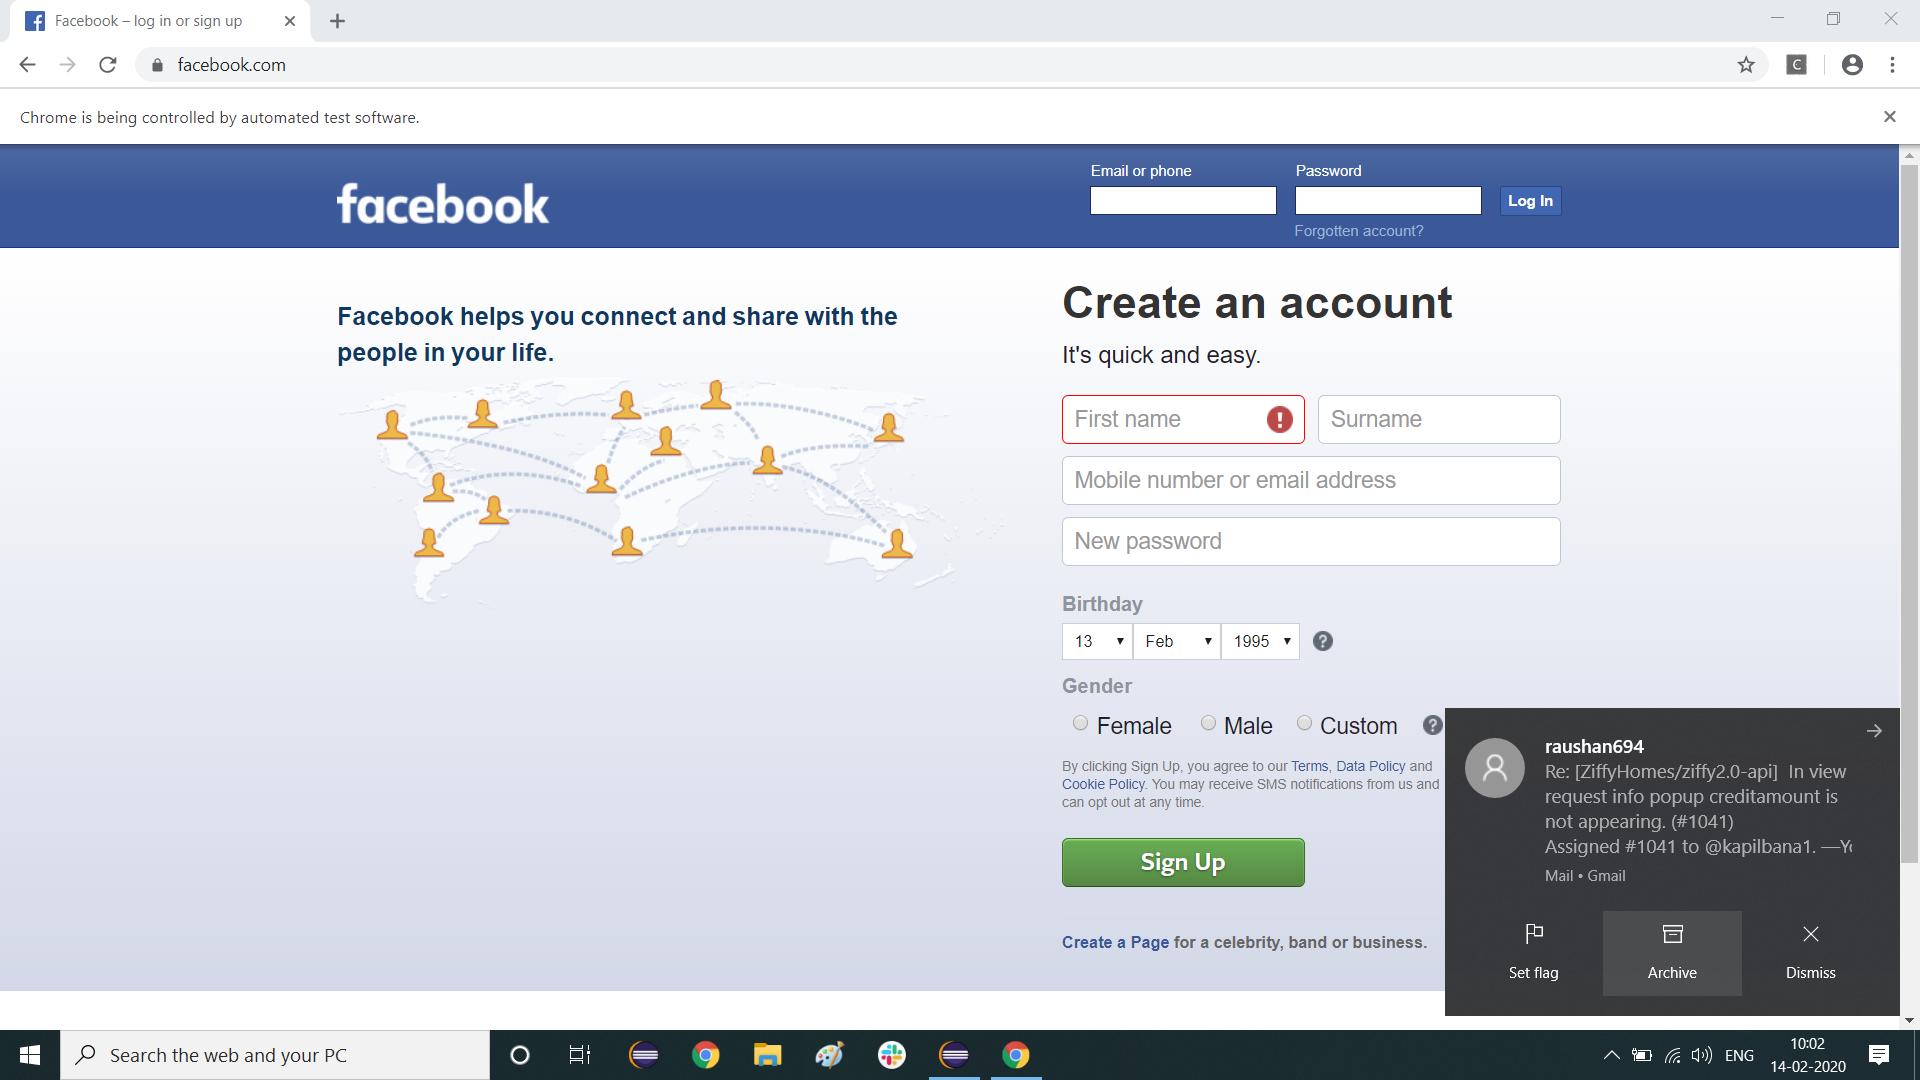 Facebook – log in or sign up
facebook.com
C
Chrome is being controlled by automated test software.
facebook
Email or phone
Password
Log In
Forgotten account?
Facebook helps you connect and share with the
people in your life.
Create an account
It's quick and easy.
First name
Surname
Mobile number or email address
New password
Birthday
13 Feb 1995
Gender
Female Male Custom
By clicking Sign Up, you agree to our Terms, Data Policy and
Cookie Policy. You may receive SMS notifications from us and
can opt out at any time.
Sign Up
Create a Page for a celebrity, band or business.
raushan694
Re: [ZiffyHomes/ziffy2.0-api] In view
request info popup creditamount is
not appearing. (#1041)
Assigned #1041 to @kapilbana1. —
Mail • Gmail
Set flag
Archive
Dismiss
Search the web and your PC
ENG
10:02
14-02-2020